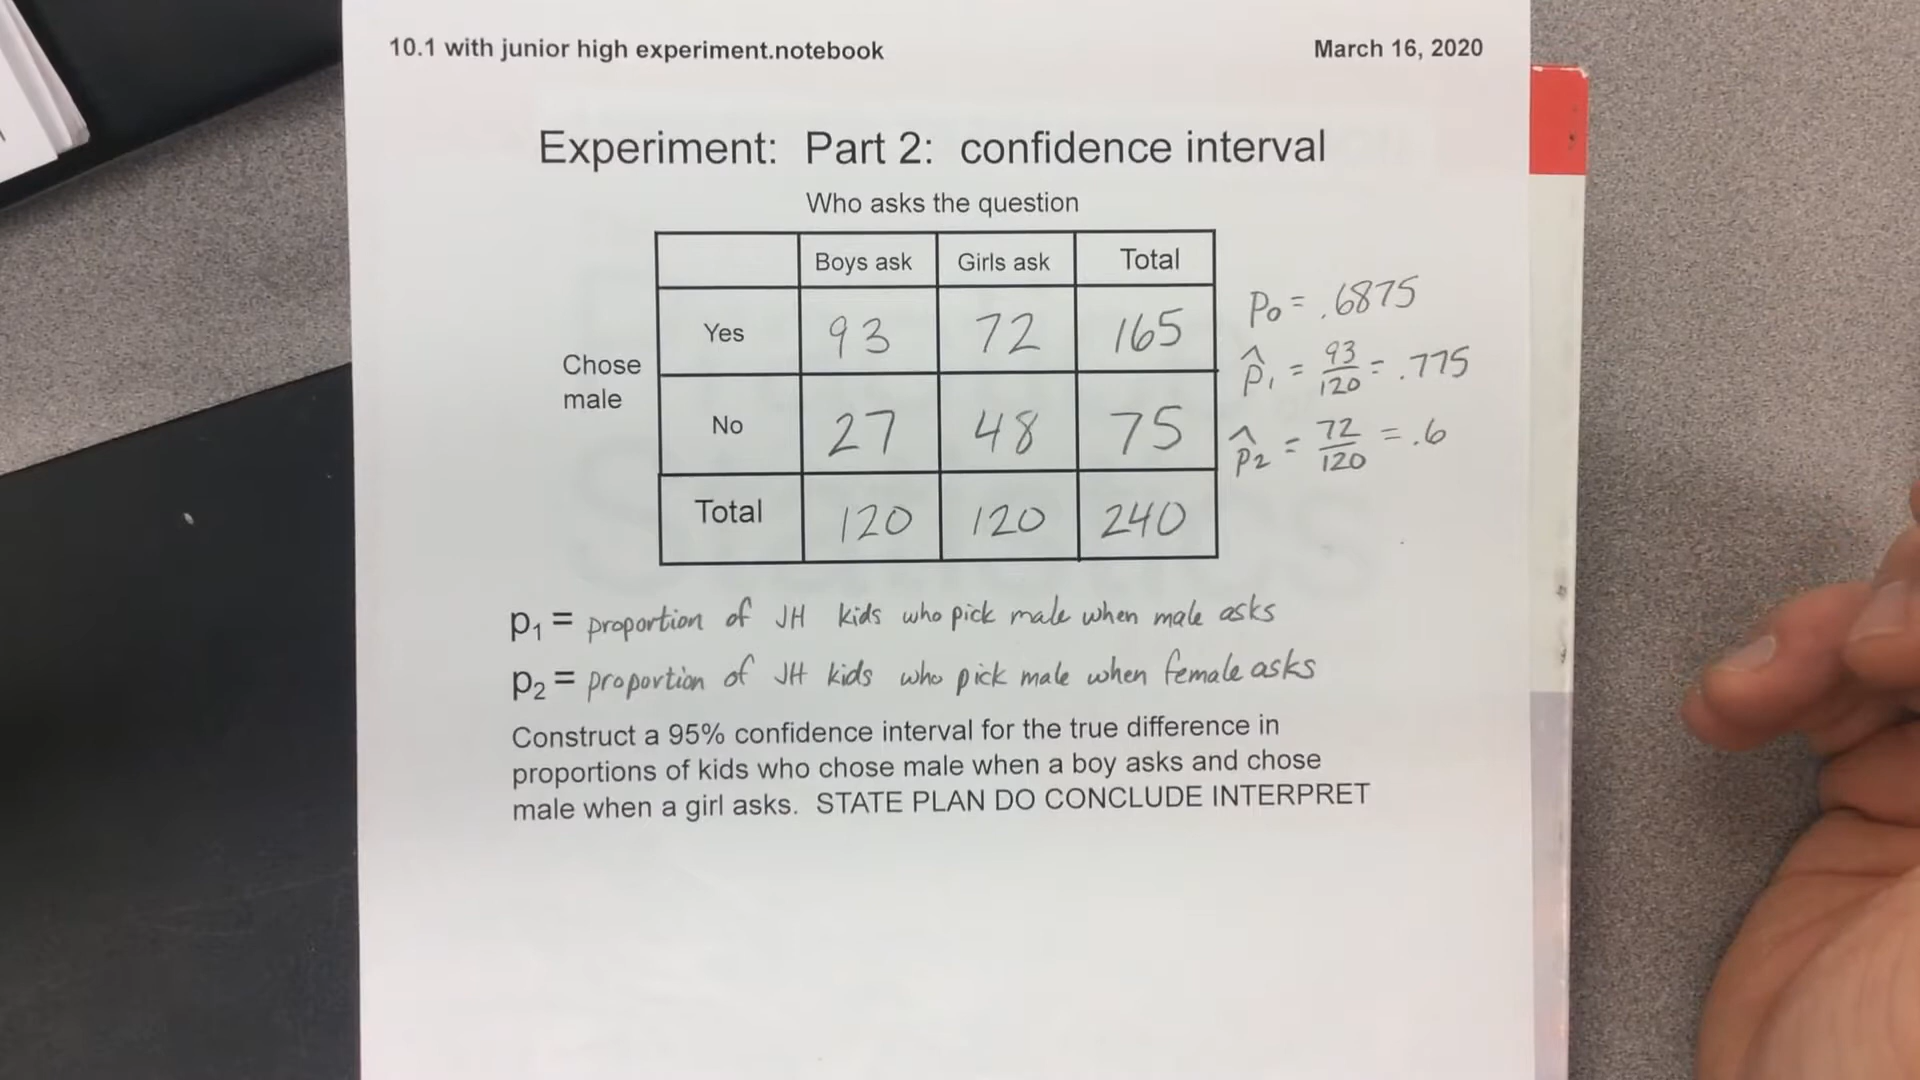 10.1 with junior high experiment.notebook March 16, 2020
Experiment: Part 2: confidence interval
Who asks the question
Boys ask Girls ask Total
Chose male
Yes 93 72 165
No 27 48 75
Total 120 120 240
p₀ = .6875
p̂₁ = 93/120 = .775
p̂₂ = 72/120 = .6
p₁ = proportion of JH kids who pick male when male asks
p₂ = proportion of JH kids who pick male when female asks
Construct a 95% confidence interval for the true difference in
proportions of kids who chose male when a boy asks and chose
male when a girl asks. STATE PLAN DO CONCLUDE INTERPRET